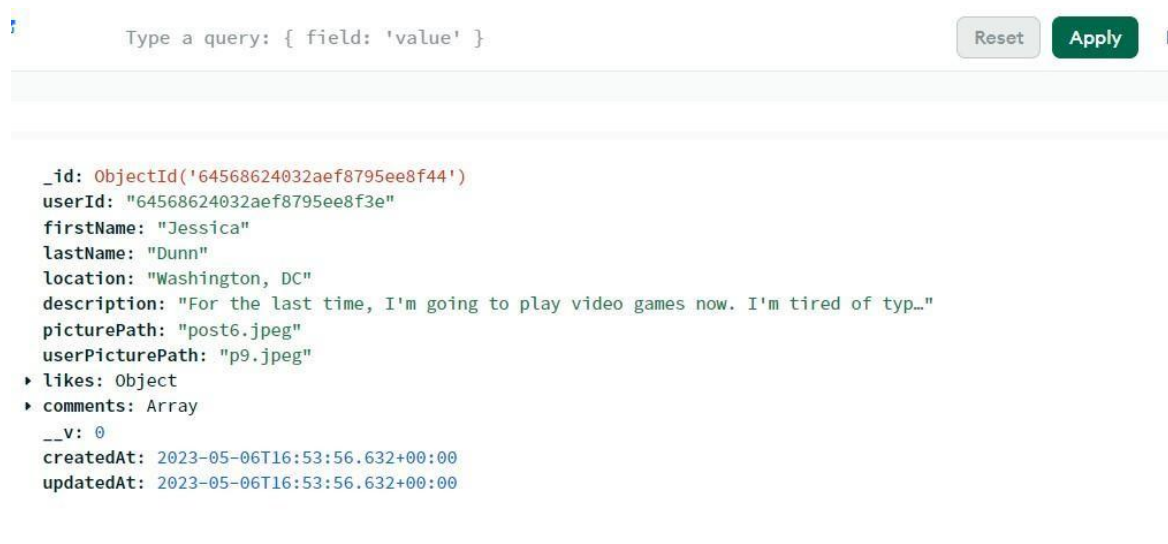 Type a query: { field: 'value' }
Reset
Apply
_id: ObjectId('64568624032aef8795ee8f44')
userId: "64568624032aef8795ee8f3e"
firstName: "Jessica"
lastName: "Dunn"
location: "Washington, DC"
description: "For the last time, I'm going to play video games now. I'm tired of typ…"
picturePath: "post6.jpeg"
userPicturePath: "p9.jpeg"
likes: Object
comments: Array
__v: 0
createdAt: 2023-05-06T16:53:56.632+00:00
updatedAt: 2023-05-06T16:53:56.632+00:00